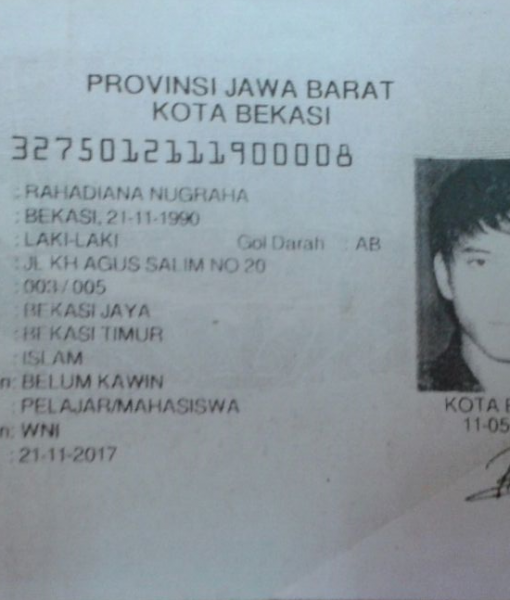 PROVINSI JAWA BARAT
KOTA BEKASI
3275012111900008
: RAHADIANA NUGRAHA
: BEKASI, 21-11-1990
: LAKI-LAKI Gol Darah : AB
: JL KH AGUS SALIM NO 20
: 003 / 005
: BEKASI JAYA
: BEKASI TIMUR
: ISLAM
n: BELUM KAWIN
: PELAJAR/MAHASISWA
n: WNI
: 21-11-2017
KOTA
11-05